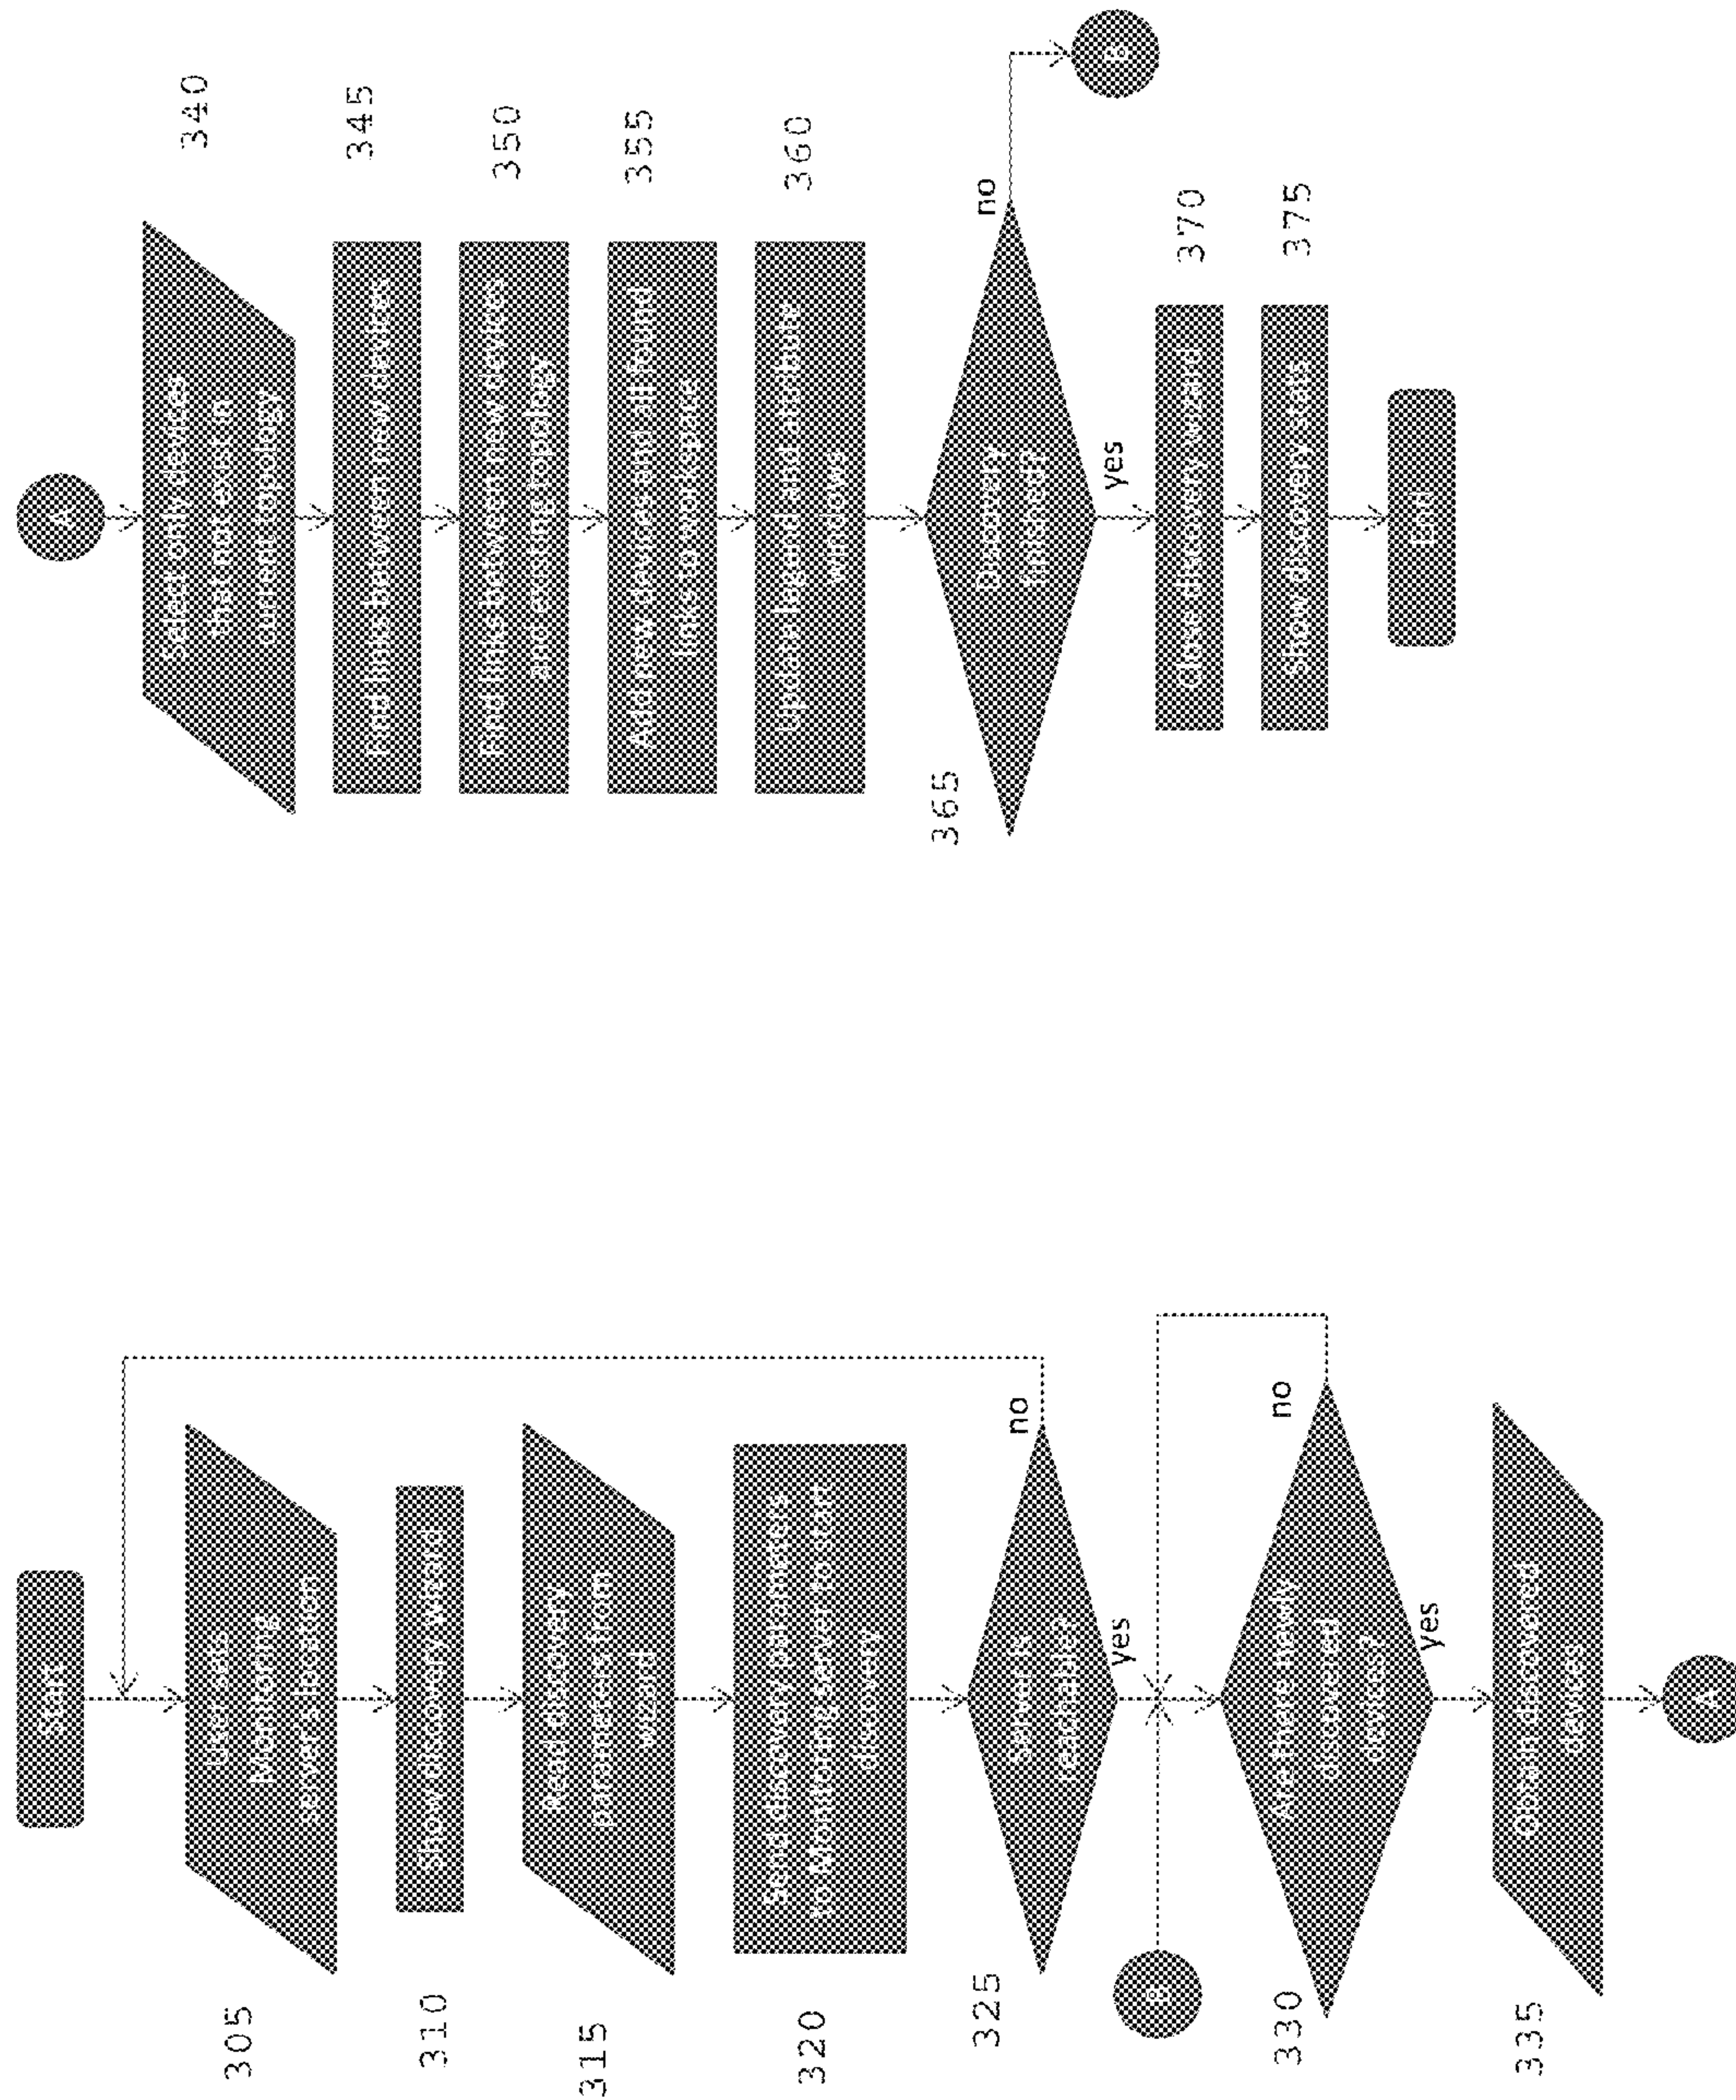 Start
305
User sets
Monitoring
server location
310
Show discovery wizard
315
Read discovery
parameters from
wizard
320
Send discovery parameters
to Monitoring server to start
discovery
325
Server is
readable?
no
yes
B
330
Are there newly
discovered
devices?
no
yes
335
Obtain discovered
devices
A
A
340
Select only devices
that not exist in
current topology
345
Find links between new devices
350
Find links between new devices
and existing topology
355
Add new devices and all found
links to workspace
360
Update legend and attribute
windows
365
Discovery
finished?
no
B
yes
370
Close discovery wizard
375
Show discovery stats
End